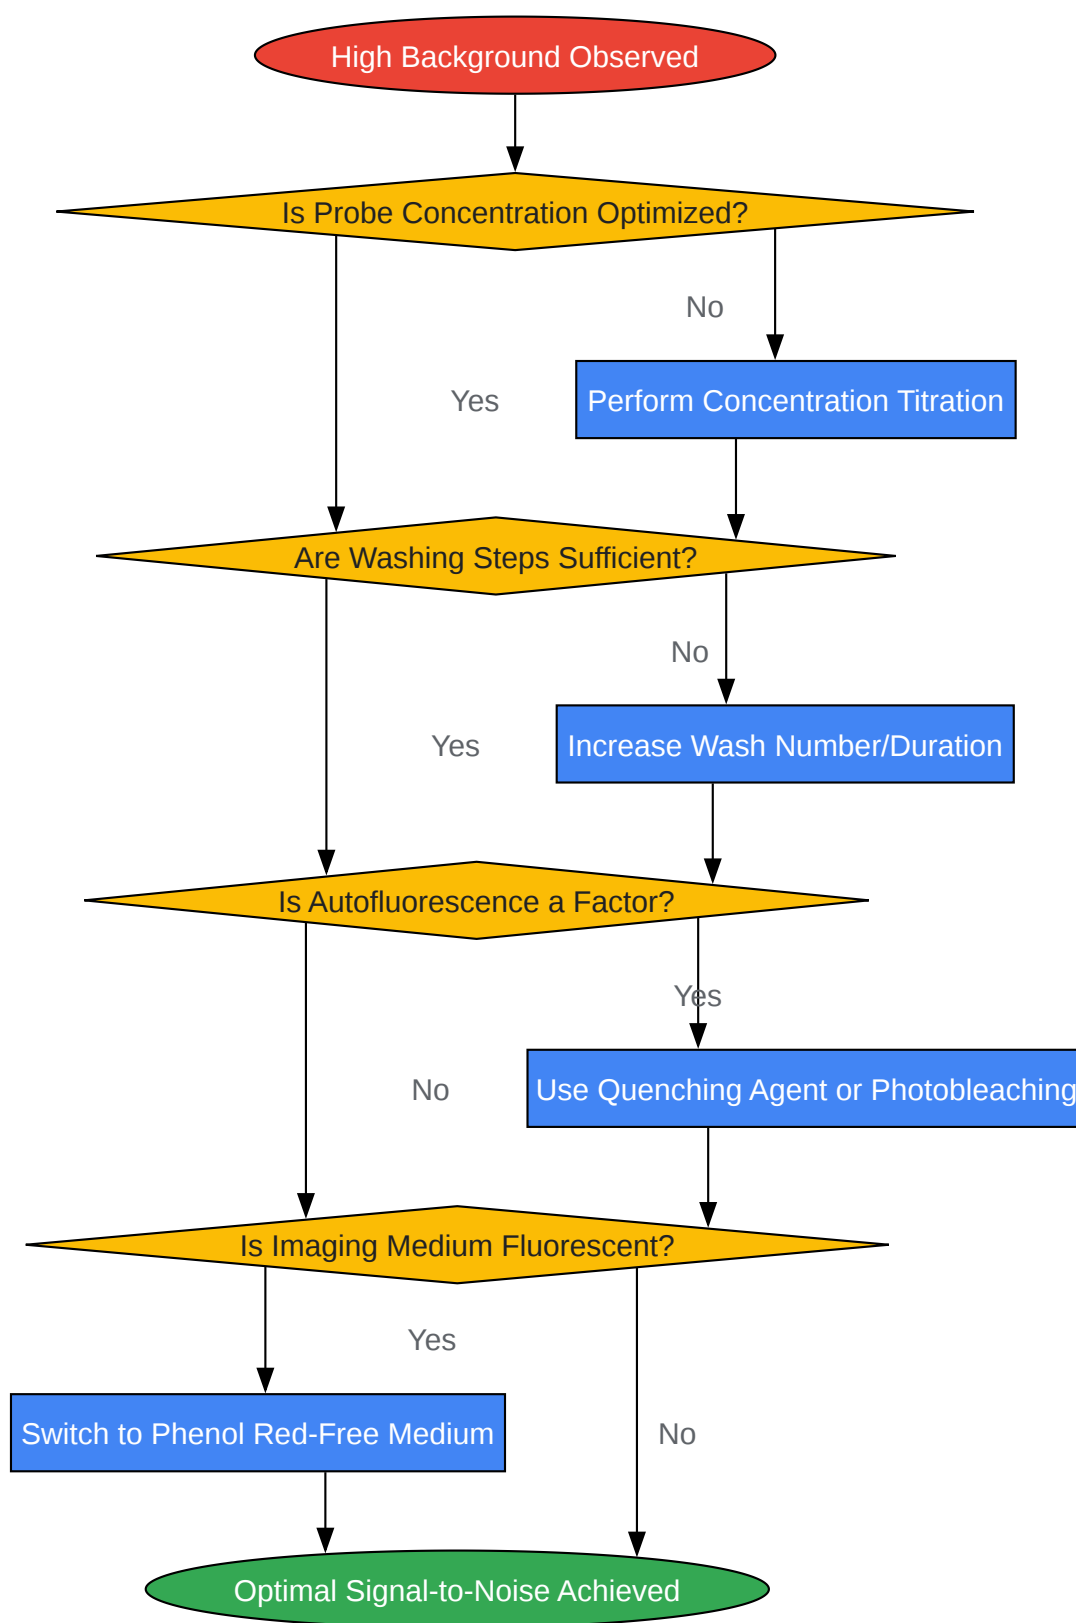 High Background Observed
Is Probe Concentration Optimized?
No
Yes
Perform Concentration Titration
Are Washing Steps Sufficient?
No
Yes
Increase Wash Number/Duration
Is Autofluorescence a Factor?
Yes
No
Use Quenching Agent or Photobleaching
Is Imaging Medium Fluorescent?
Yes
Switch to Phenol Red-Free Medium
No
Optimal Signal-to-Noise Achieved